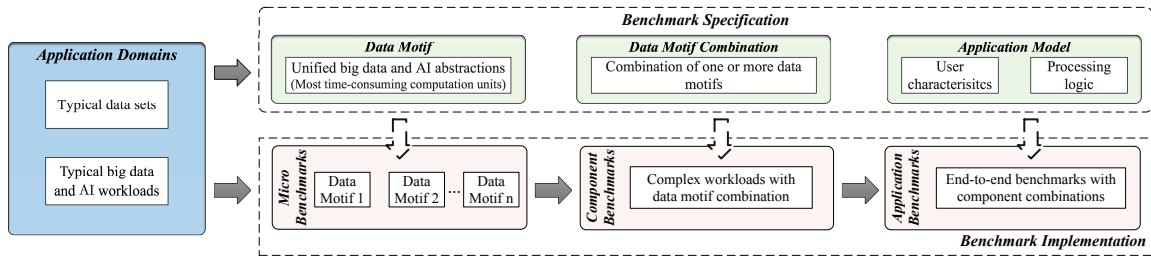 Application Domains
Typical data sets
Typical big data
and AI workloads
Benchmark Specification
Data Motif
Unified big data and AI abstractions
(Most time-consuming computation units)
Data Motif Combination
Combination of one or more data
motifs
Application Model
User
characterisitcs
Processing
logic
Micro
Benchmarks
Data
Motif 1
Data
Motif 2
...
Data
Motif n
Component
Benchmarks
Complex workloads with
data motif combination
Application
Benchmarks
End-to-end benchmarks with
component combinations
Benchmark Implementation